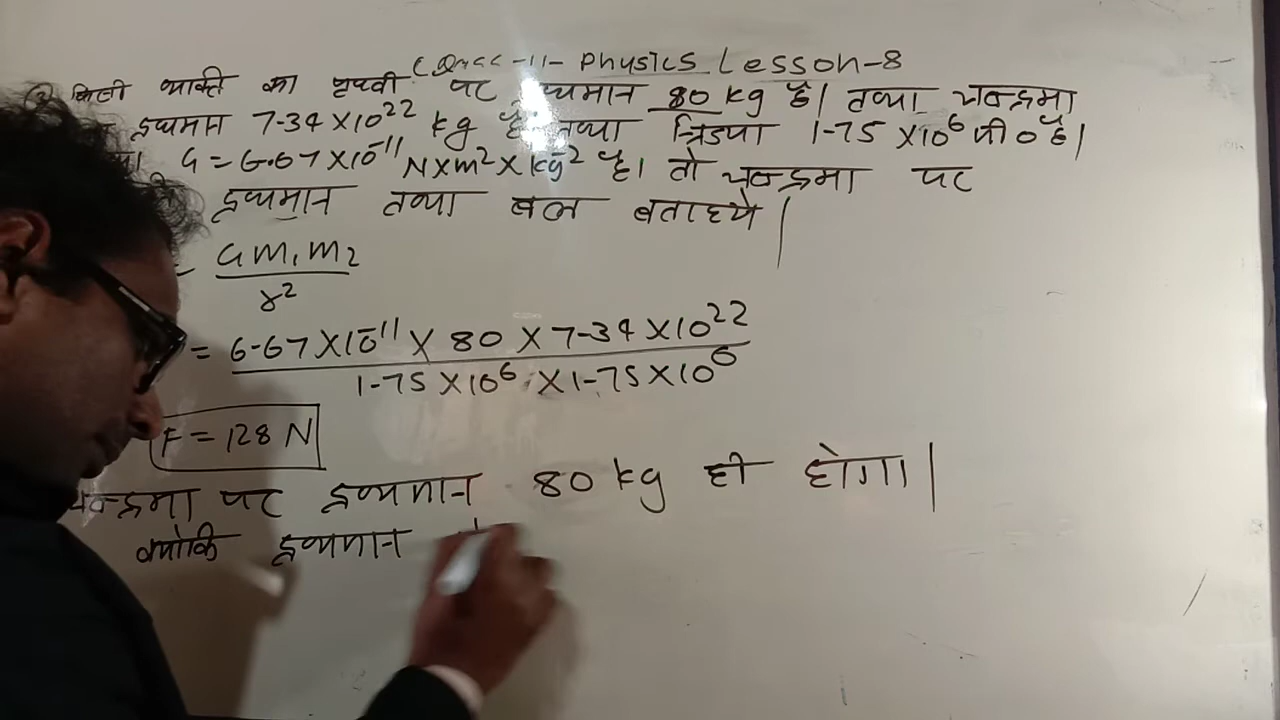 Class-11- Physics Lesson-8
किसी व्यक्ति का पृथ्वी पर द्रव्यमान 80 kg है। तथा चन्द्रमा
द्रव्यमान 7.34 X 10²² kg है तथा त्रिज्या 1.75 X 10⁶ मी० है।
G = 6.67 X 10⁻¹¹ N X m² X kg⁻² है। तो चन्द्रमा पर
द्रव्यमान तथा बल बताइये।
= G m₁ m₂ / r²
= 6.67 X 10⁻¹¹ X 80 X 7.34 X 10²²
1.75 X 10⁶ X 1.75 X 10⁶
F = 128 N
चन्द्रमा पर द्रव्यमान 80 kg ही होगा।
क्योकि द्रव्यमान